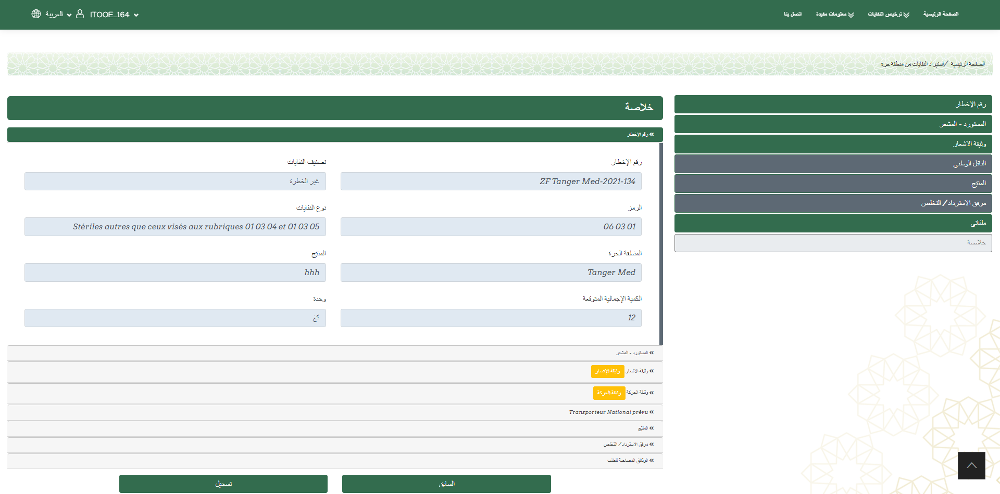 الصفحة الرئيسية
ترخيص النفايات
معلومات مفيدة
اتصل بنا
ITOOE_164
العربية
الصفحة الرئيسية / استيراد النفايات من منطقة حرة
رقم الإخطار
المستورد - المشعر
وثيقة الاشعار
الناقل الوطني
المنتج
مرفق الاسترداد/ التخلص
ملفاتي
خلاصة
خلاصة
رقم الإخطار
رقم الإخطار
تصنيف النفايات
ZF Tanger Med-2021-134
غير الخطرة
الرمز
نوع النفايات
06 03 01
Stériles autres que ceux visés aux rubriques 01 03 04 et 01 03 05
المنطقة الحرة
المنتج
Tanger Med
hhh
الكمية الإجمالية المتوقعة
وحدة
12
كغ
المستورد - المشعر
وثيقة الاشعار وثيقة الإشعار
وثيقة الحركة وثيقة الحركة
Transporteur National prévu
المنتج
مرفق الاسترداد/ التخلص
الوثائق المصاحبة للطلب
السابق
تسجيل